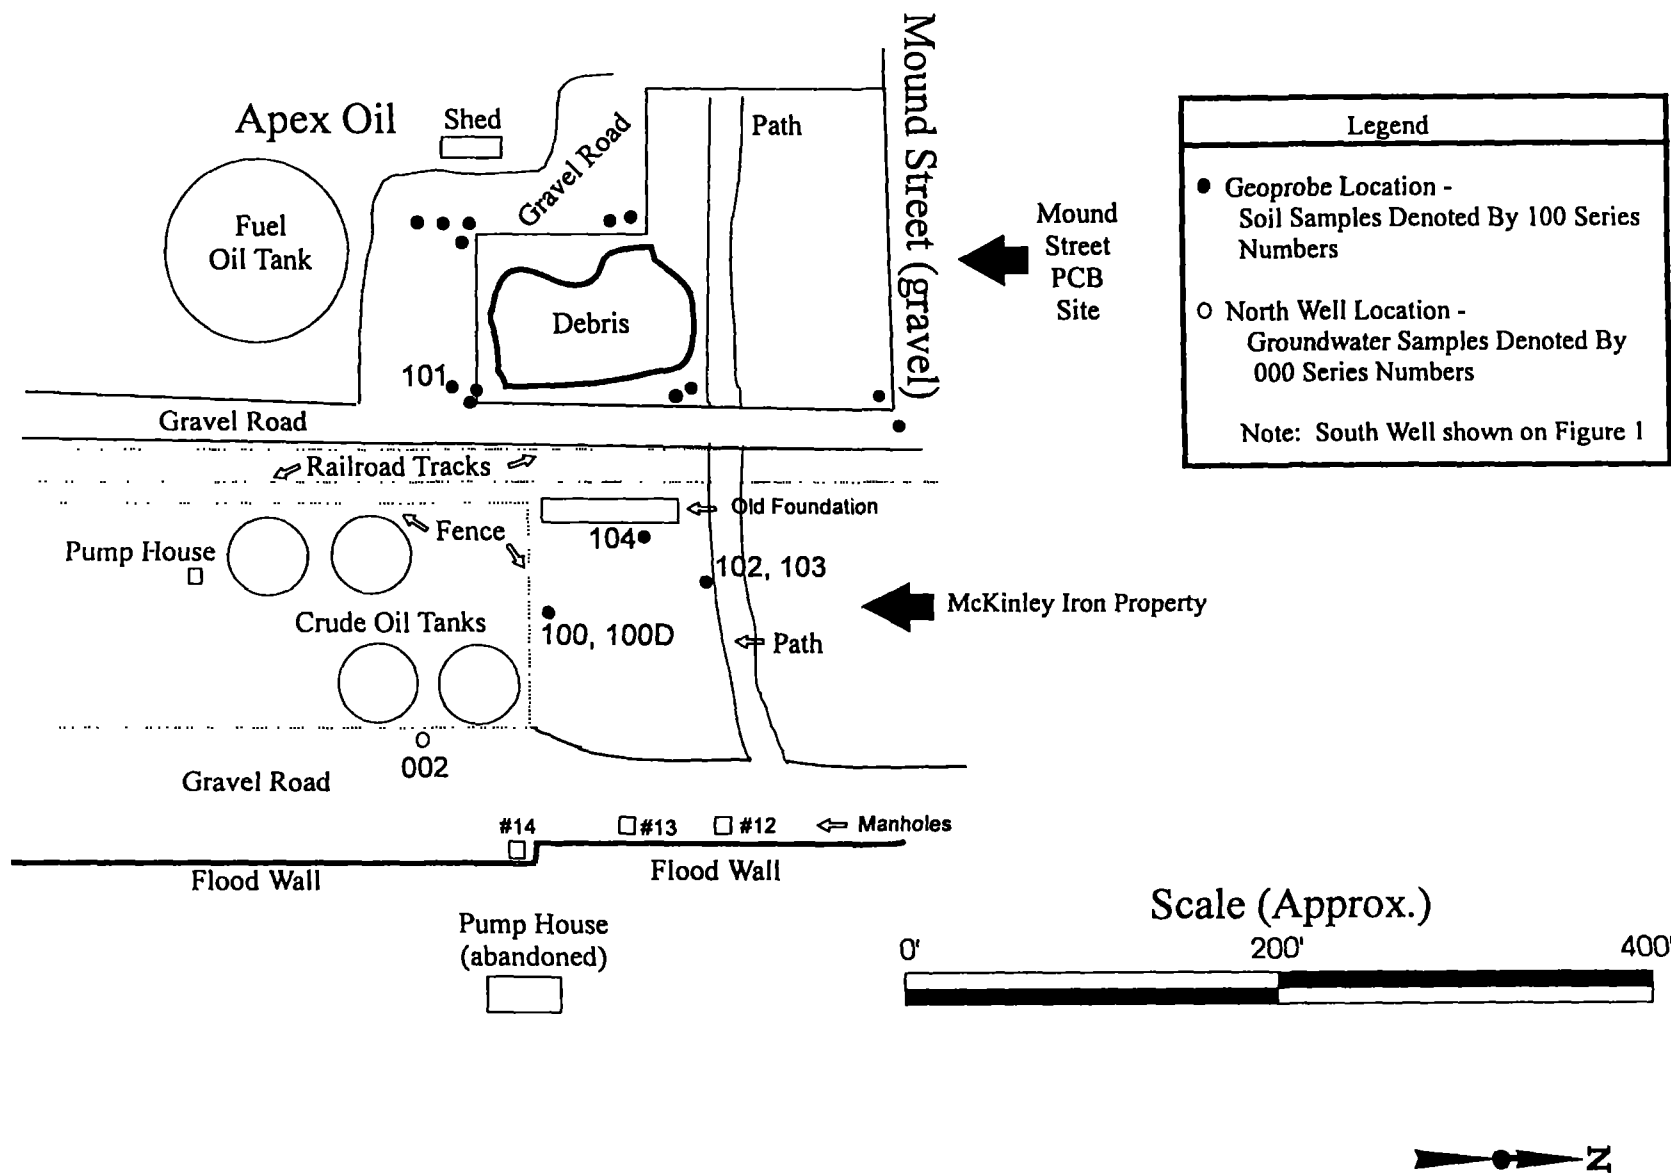 Apex Oil
Shed
Gravel Road
Path
Mound Street (gravel)
Fuel
Oil Tank
Debris
Mound
Street
PCB
Site
101
Gravel Road
Railroad Tracks
Old Foundation
Fence
104
Pump House
102, 103
Crude Oil Tanks
100, 100D
McKinley Iron Property
Path
002
Gravel Road
#14
#13
#12
Manholes
Flood Wall
Flood Wall
Pump House
(abandoned)
Legend
Geoprobe Location -
Soil Samples Denoted By 100 Series
Numbers
North Well Location -
Groundwater Samples Denoted By
000 Series Numbers
Note: South Well shown on Figure 1
Scale (Approx.)
0' 200' 400'
N